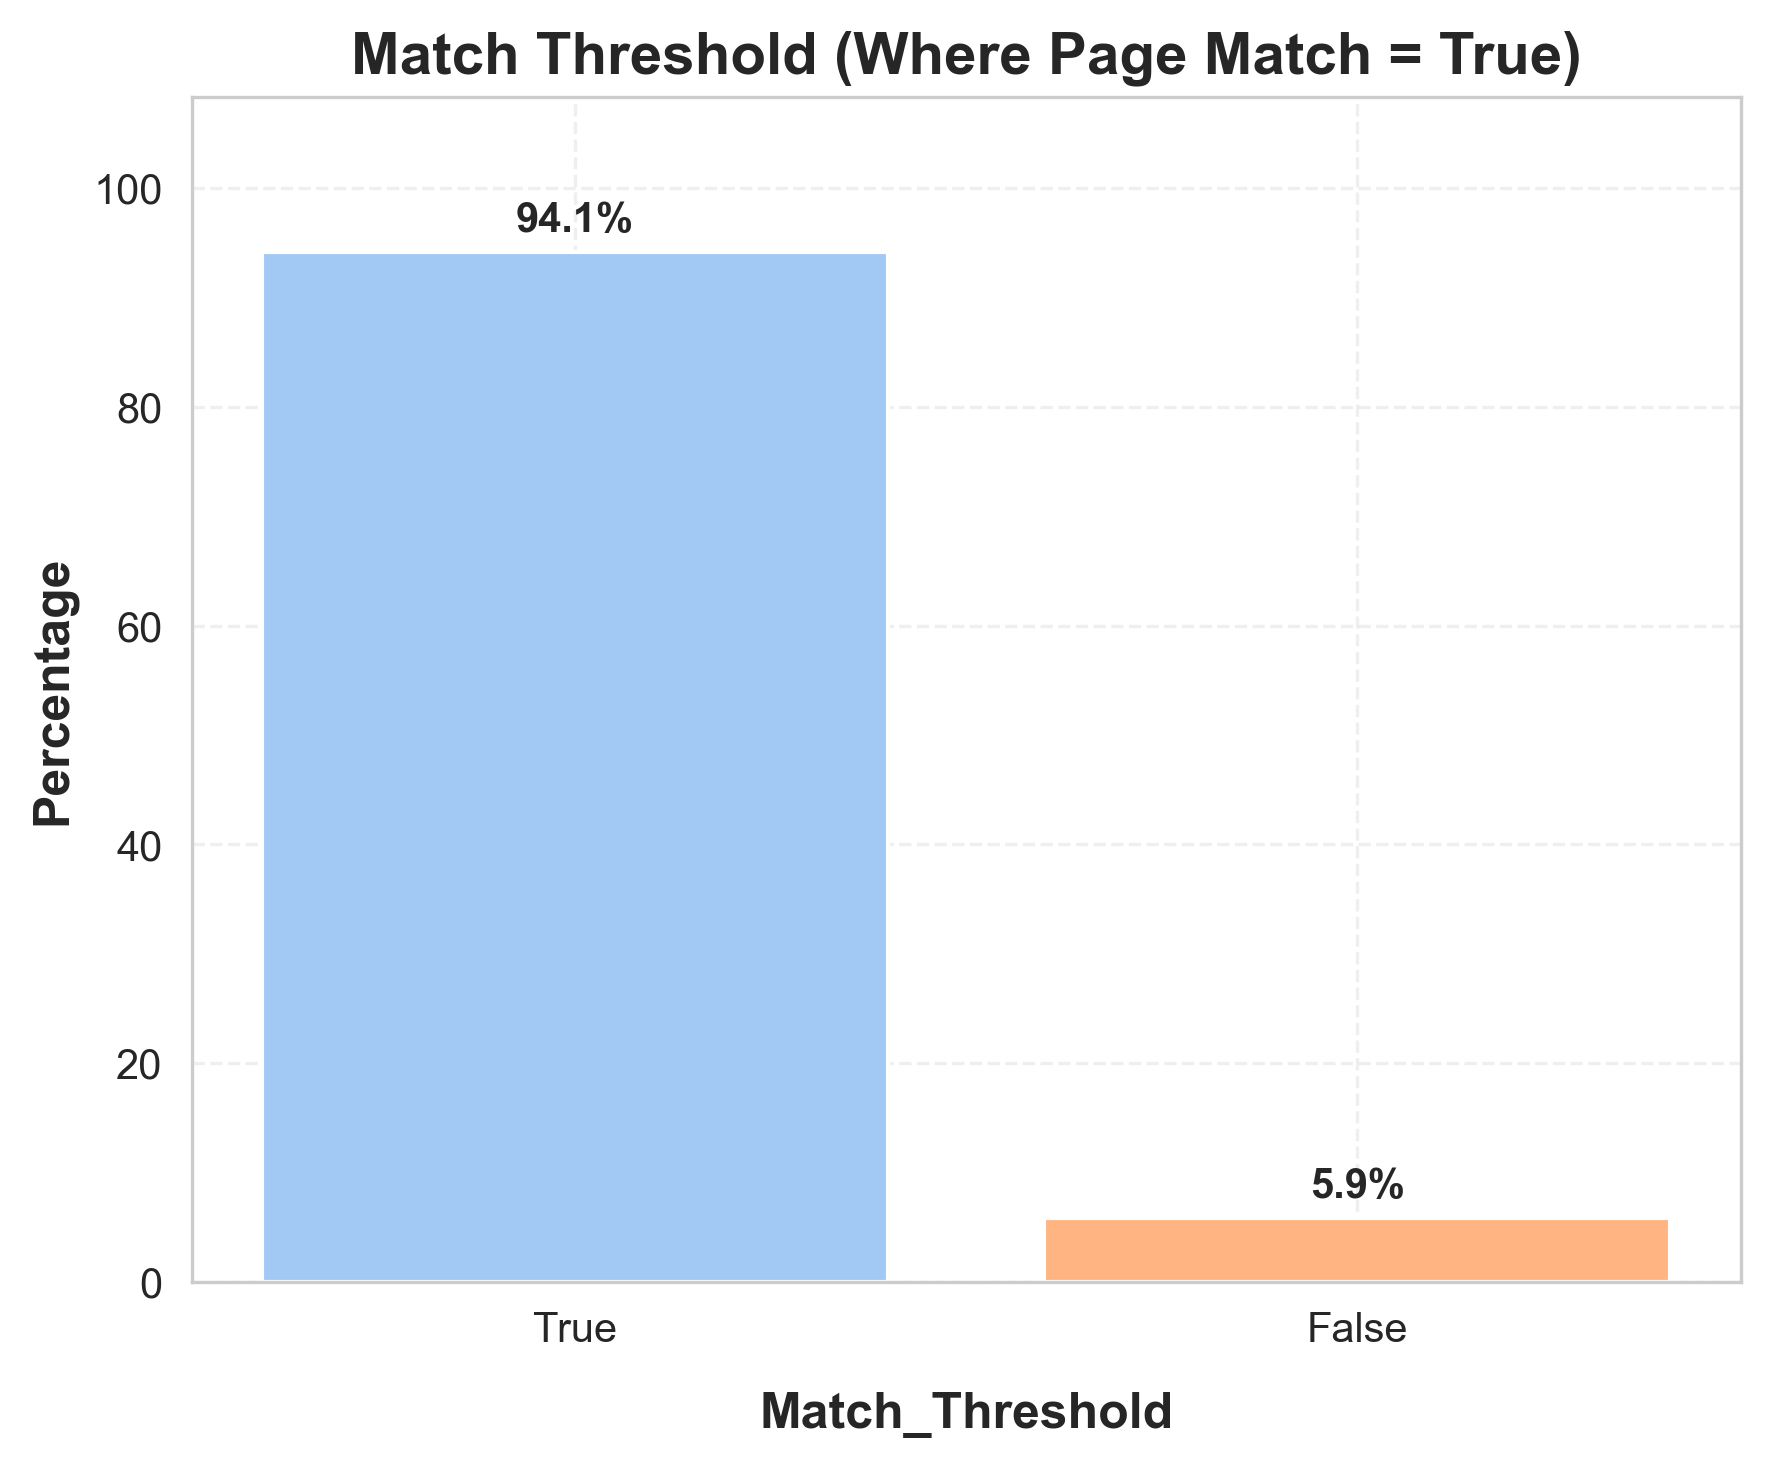 Match Threshold (Where Page Match = True)
100
94.1%
80
60
Percentage
40
20
5.9%
0
True
False
Match_Threshold